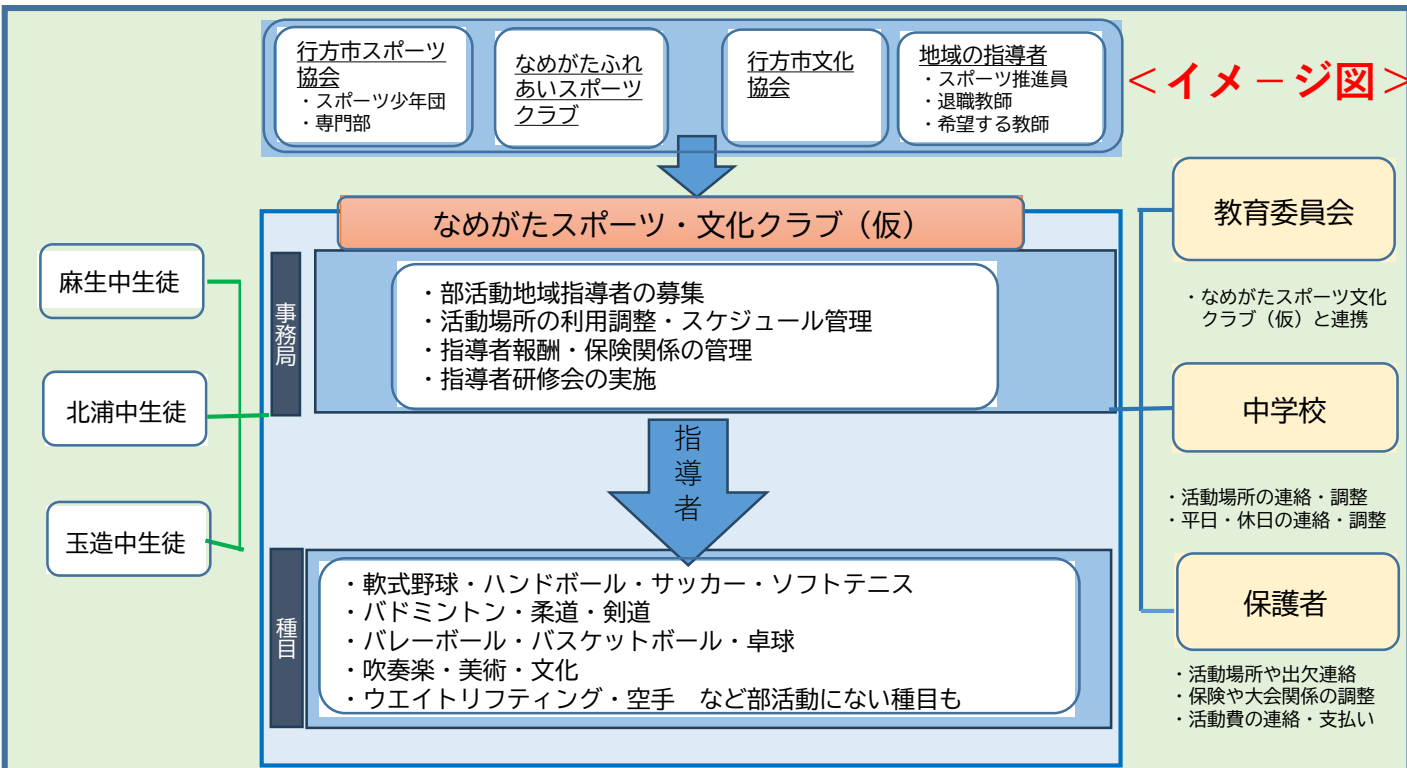 行方市スポーツ
協会
・スポーツ少年団
・専門部
なめがたふれ
あいスポーツ
クラブ
行方市文化
協会
地域の指導者
・スポーツ推進員
・退職教師
・希望する教師
＜イメージ図＞
なめがたスポーツ・文化クラブ（仮）
事務局
・部活動地域指導者の募集
・活動場所の利用調整・スケジュール管理
・指導者報酬・保険関係の管理
・指導者研修会の実施
麻生中生徒
北浦中生徒
玉造中生徒
指導者
種目
・軟式野球・ハンドボール・サッカー・ソフトテニス
・バドミントン・柔道・剣道
・バレーボール・バスケットボール・卓球
・吹奏楽・美術・文化
・ウエイトリフティング・空手　など部活動にない種目も
教育委員会
・なめがたスポーツ文化
クラブ（仮）と連携
中学校
・活動場所の連絡・調整
・平日・休日の連絡・調整
保護者
・活動場所や出欠連絡
・保険や大会関係の調整
・活動費の連絡・支払い